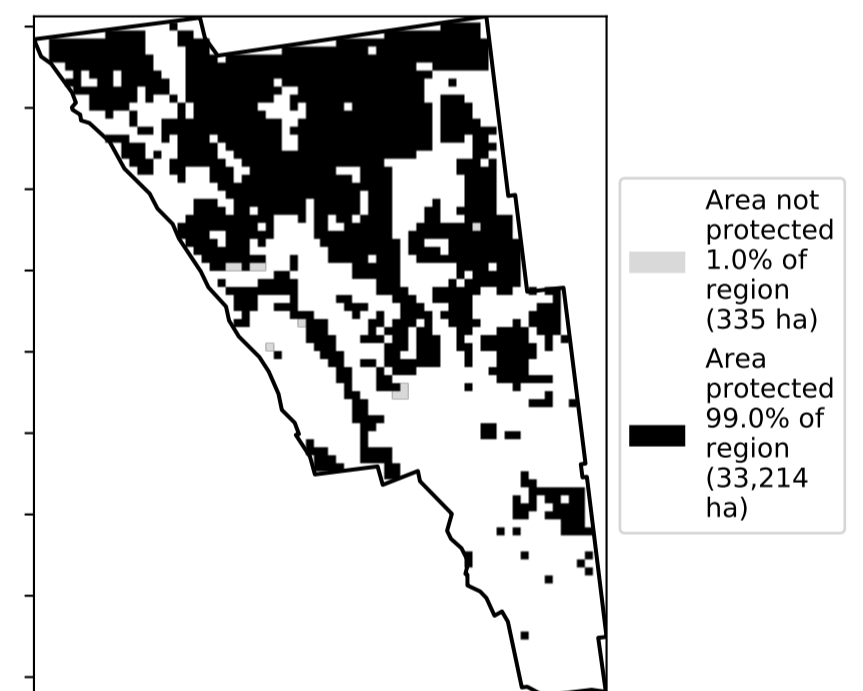 Area not
protected
1.0% of
region
(335 ha)
Area
protected
99.0% of
region
(33,214
ha)